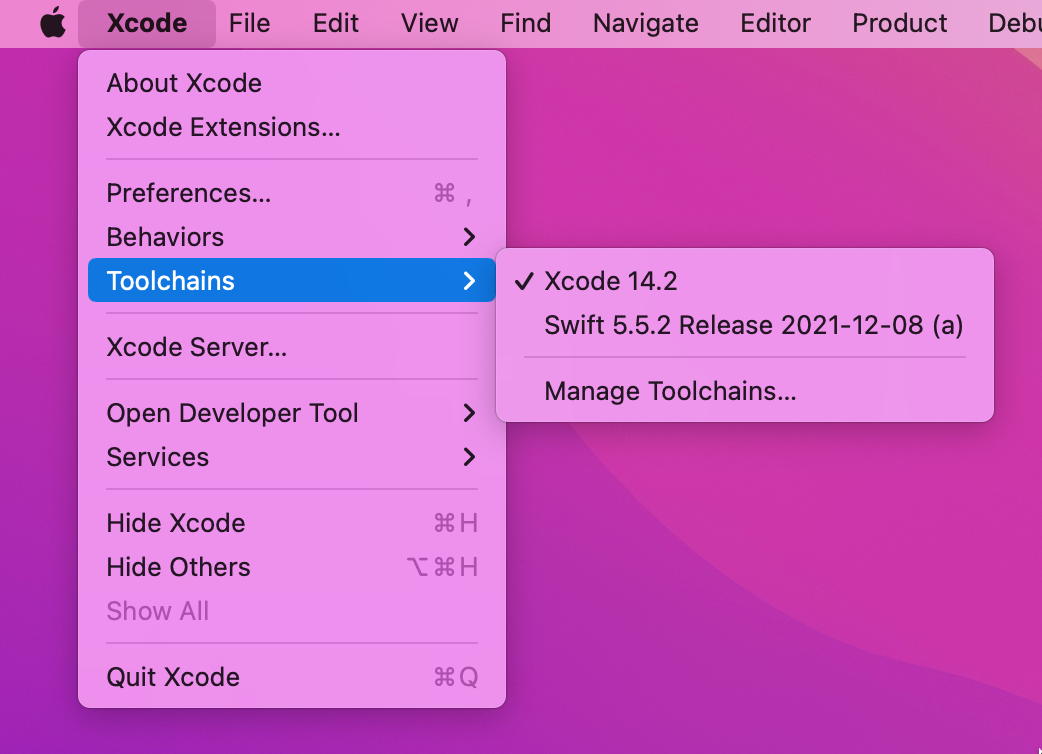 Xcode File Edit View Find Navigate Editor Product Debu
About Xcode
Xcode Extensions...
Preferences... ⌘ ,
Behaviors
Toolchains
Xcode 14.2
Swift 5.5.2 Release 2021-12-08 (a)
Manage Toolchains...
Xcode Server...
Open Developer Tool
Services
Hide Xcode ⌘H
Hide Others ⌥⌘H
Show All
Quit Xcode ⌘Q